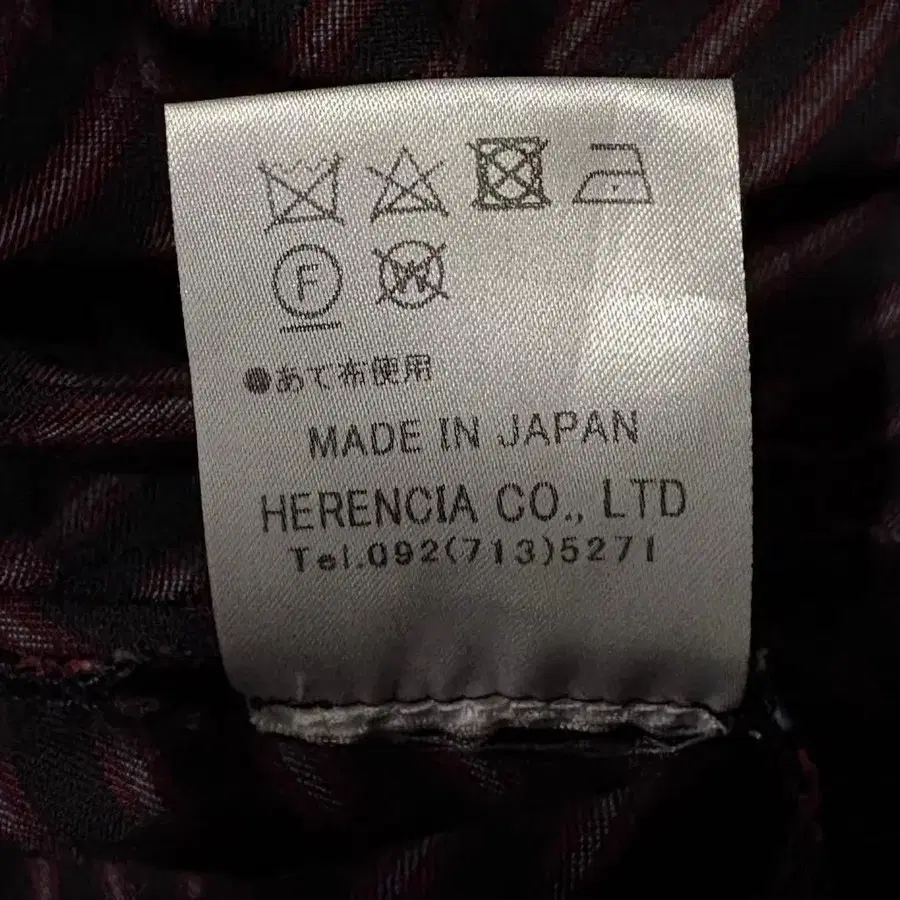 F W
●あて布使用
MADE IN JAPAN
HERENCIA CO., LTD
Tel.092(713)5271